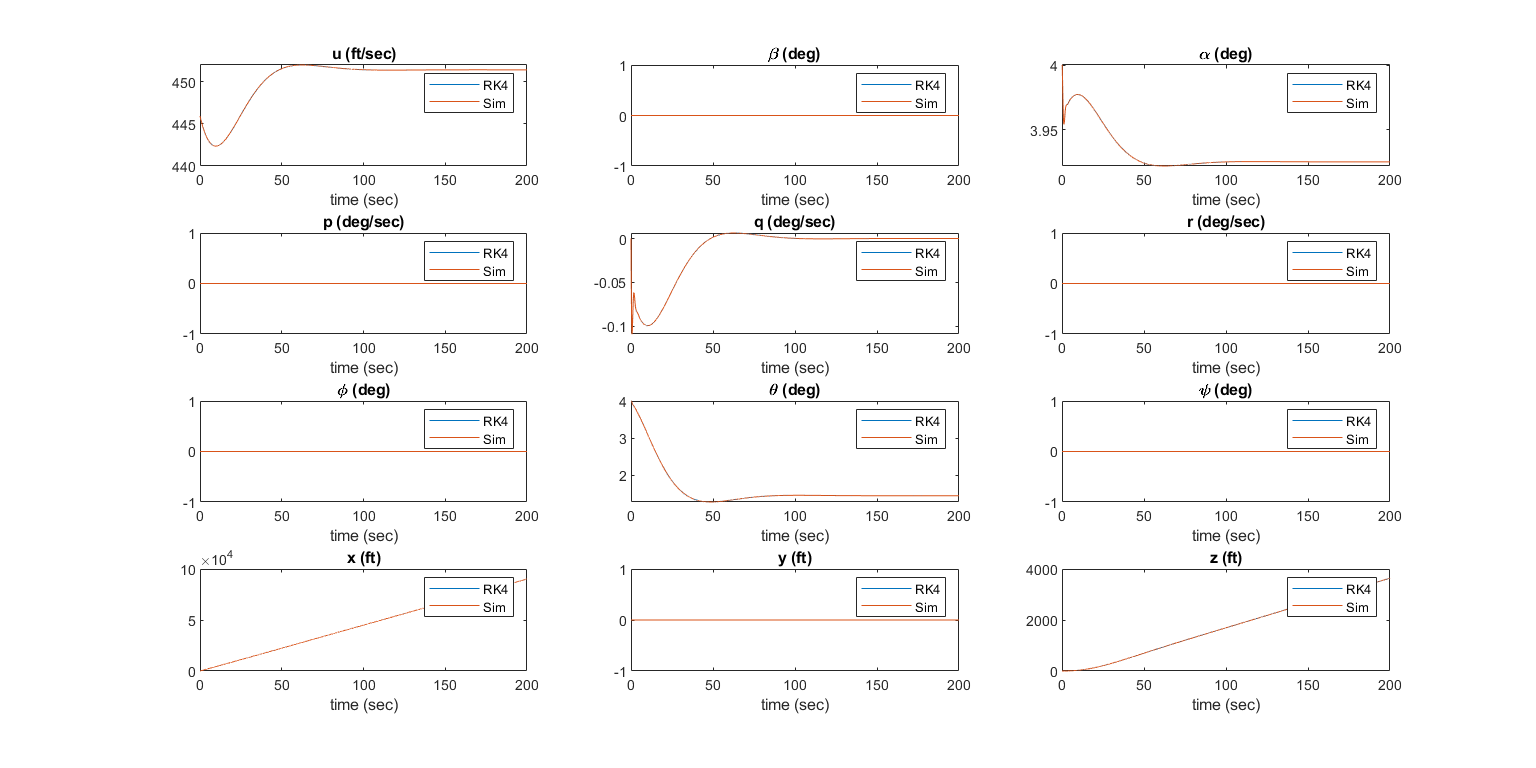 u (ft/sec)
450
445
440
RK4
Sim
0 50 100 150 200
time (sec)
β (deg)
1
0
-1
RK4
Sim
0 50 100 150 200
time (sec)
α (deg)
4
3.95
RK4
Sim
0 50 100 150 200
time (sec)
p (deg/sec)
1
0
-1
RK4
Sim
0 50 100 150 200
time (sec)
q (deg/sec)
0
-0.05
-0.1
RK4
Sim
0 50 100 150 200
time (sec)
r (deg/sec)
1
0
-1
RK4
Sim
0 50 100 150 200
time (sec)
ϕ (deg)
1
0
-1
RK4
Sim
0 50 100 150 200
time (sec)
θ (deg)
4
3
2
RK4
Sim
0 50 100 150 200
time (sec)
ψ (deg)
1
0
-1
RK4
Sim
0 50 100 150 200
time (sec)
x (ft)
×10⁴
10
5
0
RK4
Sim
0 50 100 150 200
time (sec)
y (ft)
1
0
-1
RK4
Sim
0 50 100 150 200
time (sec)
z (ft)
4000
2000
0
RK4
Sim
0 50 100 150 200
time (sec)